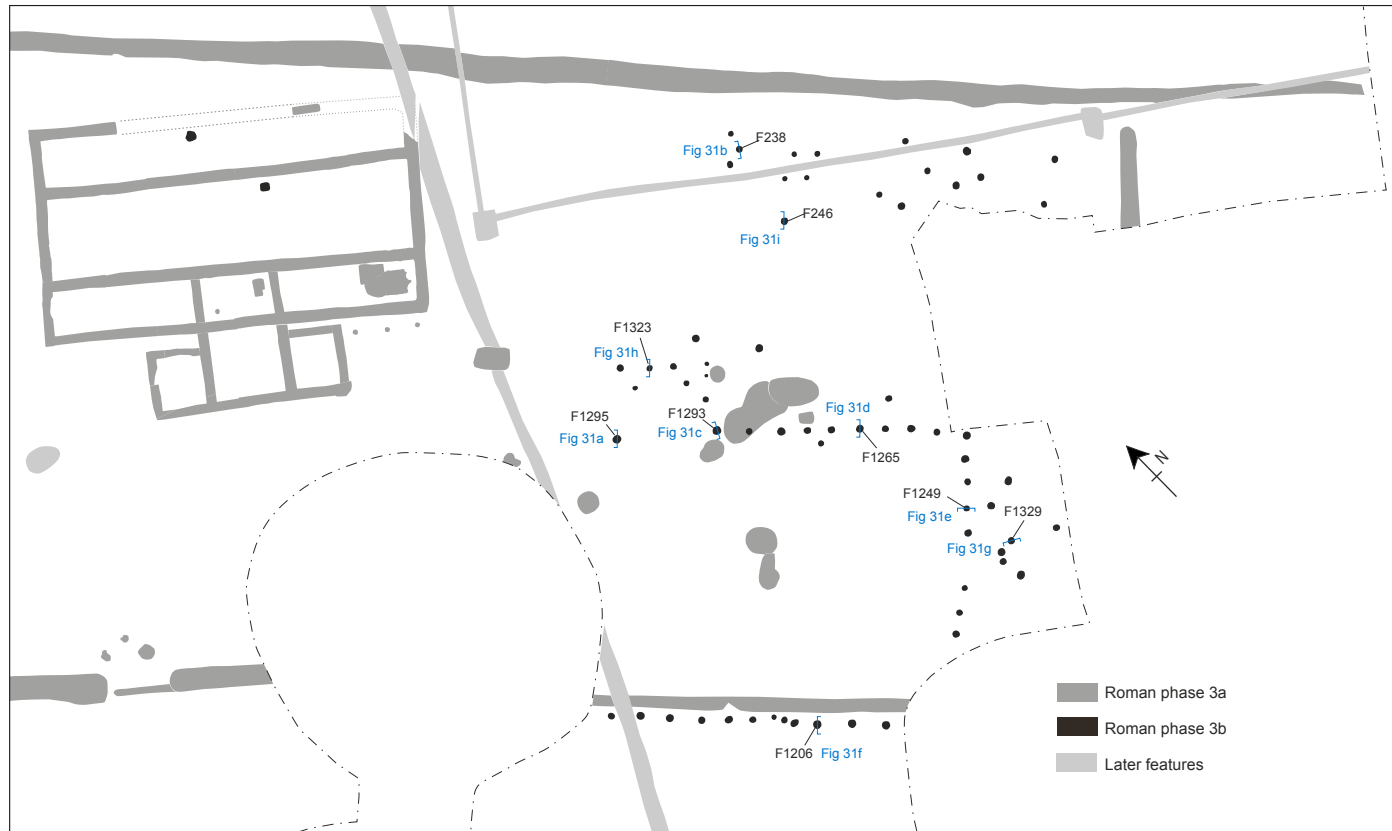 F238
Fig 31b
F246
Fig 31i
F1323
Fig 31h
F1295
Fig 31a
F1293
Fig 31c
Fig 31d
F1265
F1249
Fig 31e
F1329
Fig 31g
N
F1206
Fig 31f
Roman phase 3a
Roman phase 3b
Later features